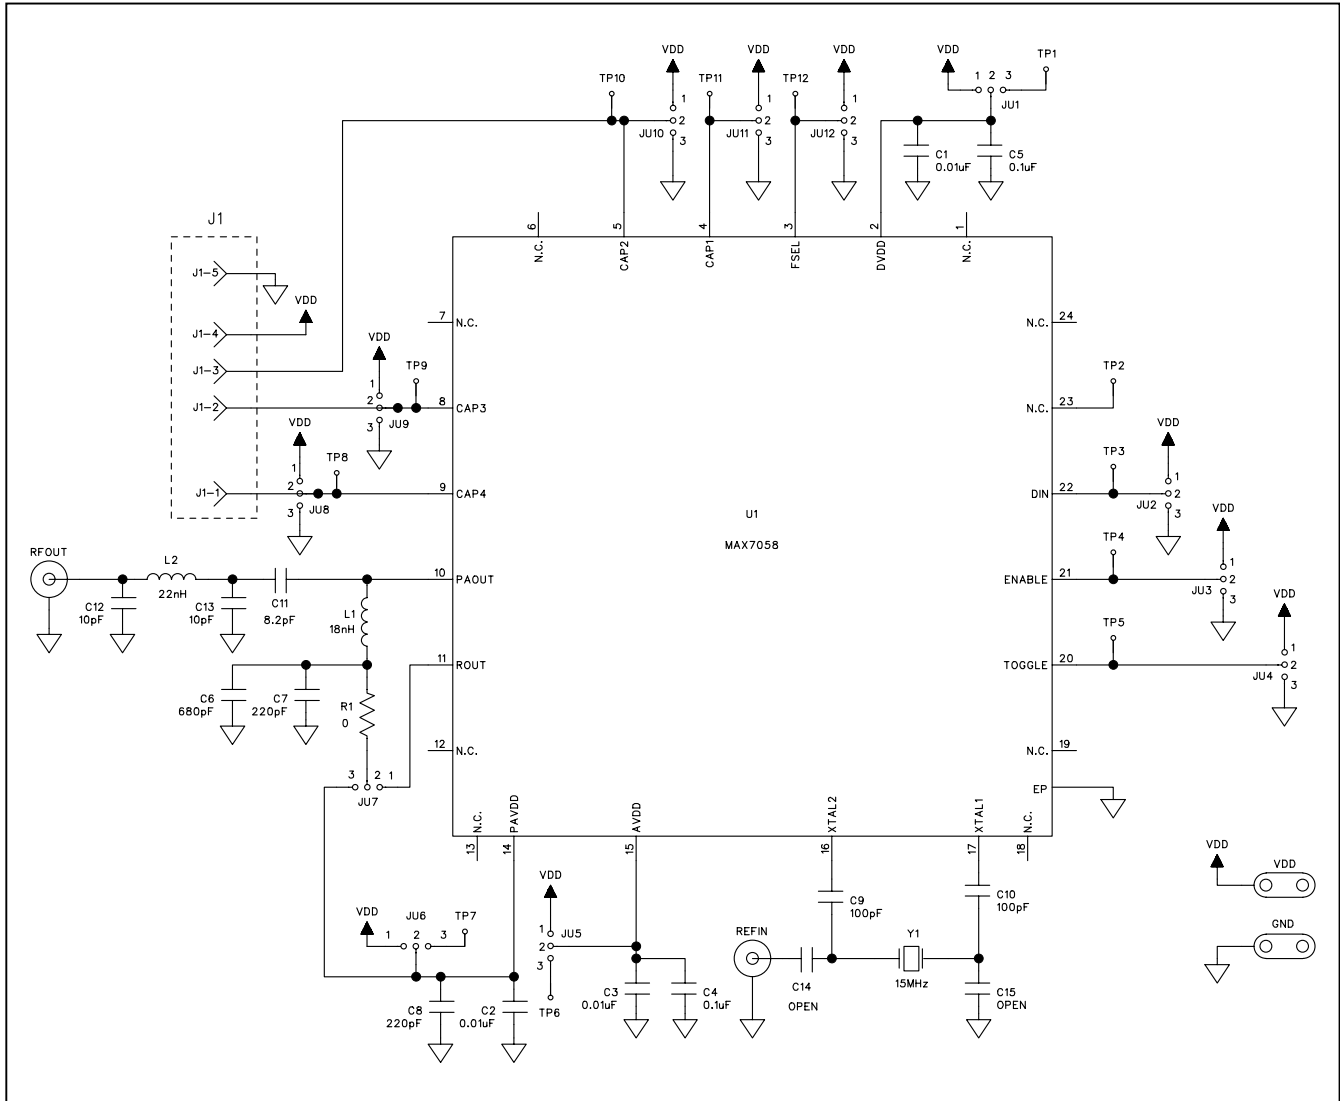 VDD VDD VDD VDD TP1
TP10 TP11 TP12
1 2 3
JU1
1 1 1
2 2 2
JU10 JU11 JU12
3 3 3
C1 C5
0.01uF 0.1uF
J1
6 5 4 3 2 1
N.C. CAP2 CAP1 FSEL DVDD N.C.
J1-5
VDD
J1-4
J1-3
J1-2
J1-1
7 N.C.
24 N.C.
VDD
TP9
1
2
3
JU9
8 CAP3
TP2
23 N.C.
VDD
TP8
1
2
3
JU8
9 CAP4
TP3
VDD
DIN 22
1
2
3
JU2
U1
MAX7058
RFOUT
L2
22nH
C12
10pF
C13
10pF
C11
8.2pF
10 PAOUT
L1
18nH
TP4
VDD
ENABLE 21
1
2
3
JU3
11 ROUT
TP5
VDD
TOGGLE 20
1
2
3
JU4
C6
680pF
C7
220pF
R1
0
12 N.C.
N.C. 19
3 2 1
JU7
EP
N.C. PAVDD AVDD XTAL2 XTAL1 N.C.
13 14 15 16 17 18
VDD
JU6
TP7
1 2 3
VDD
1
2
3
JU5
TP6
C8
220pF
C2
0.01uF
C3
0.01uF
C4
0.1uF
C9
100pF
C10
100pF
REFIN
C14
OPEN
Y1
15MHz
C15
OPEN
VDD VDD
GND